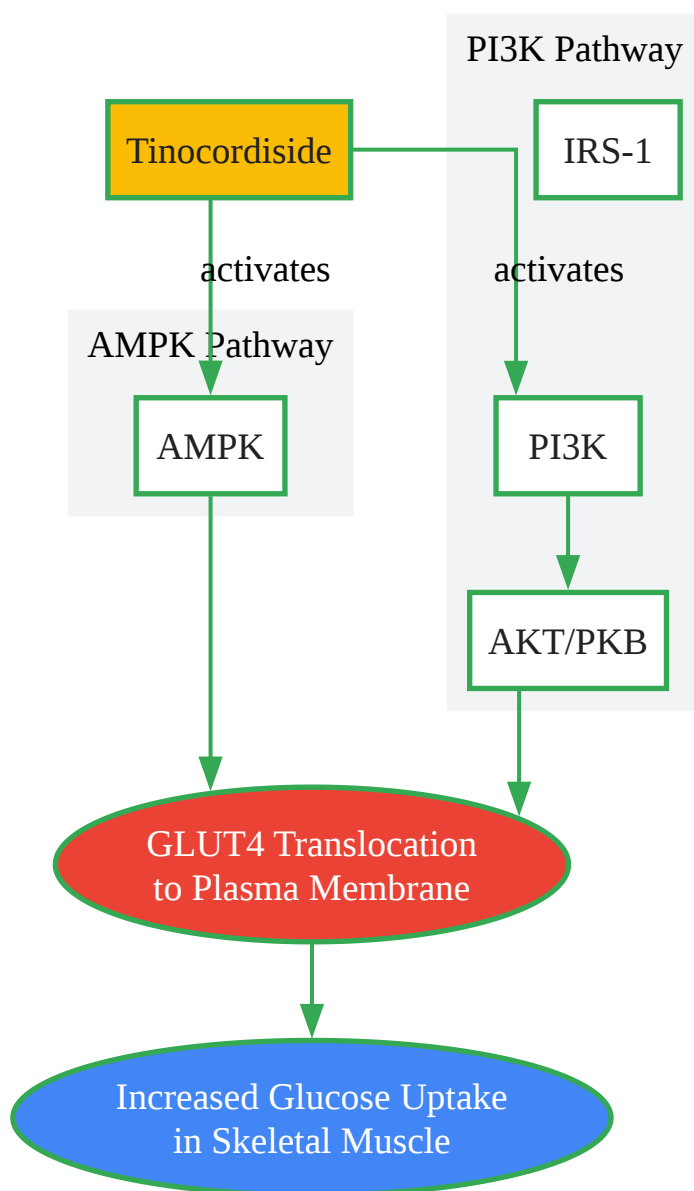 PI3K Pathway
Tinocordiside
IRS-1
activates
activates
AMPK Pathway
AMPK
PI3K
AKT/PKB
GLUT4 Translocation
to Plasma Membrane
Increased Glucose Uptake
in Skeletal Muscle